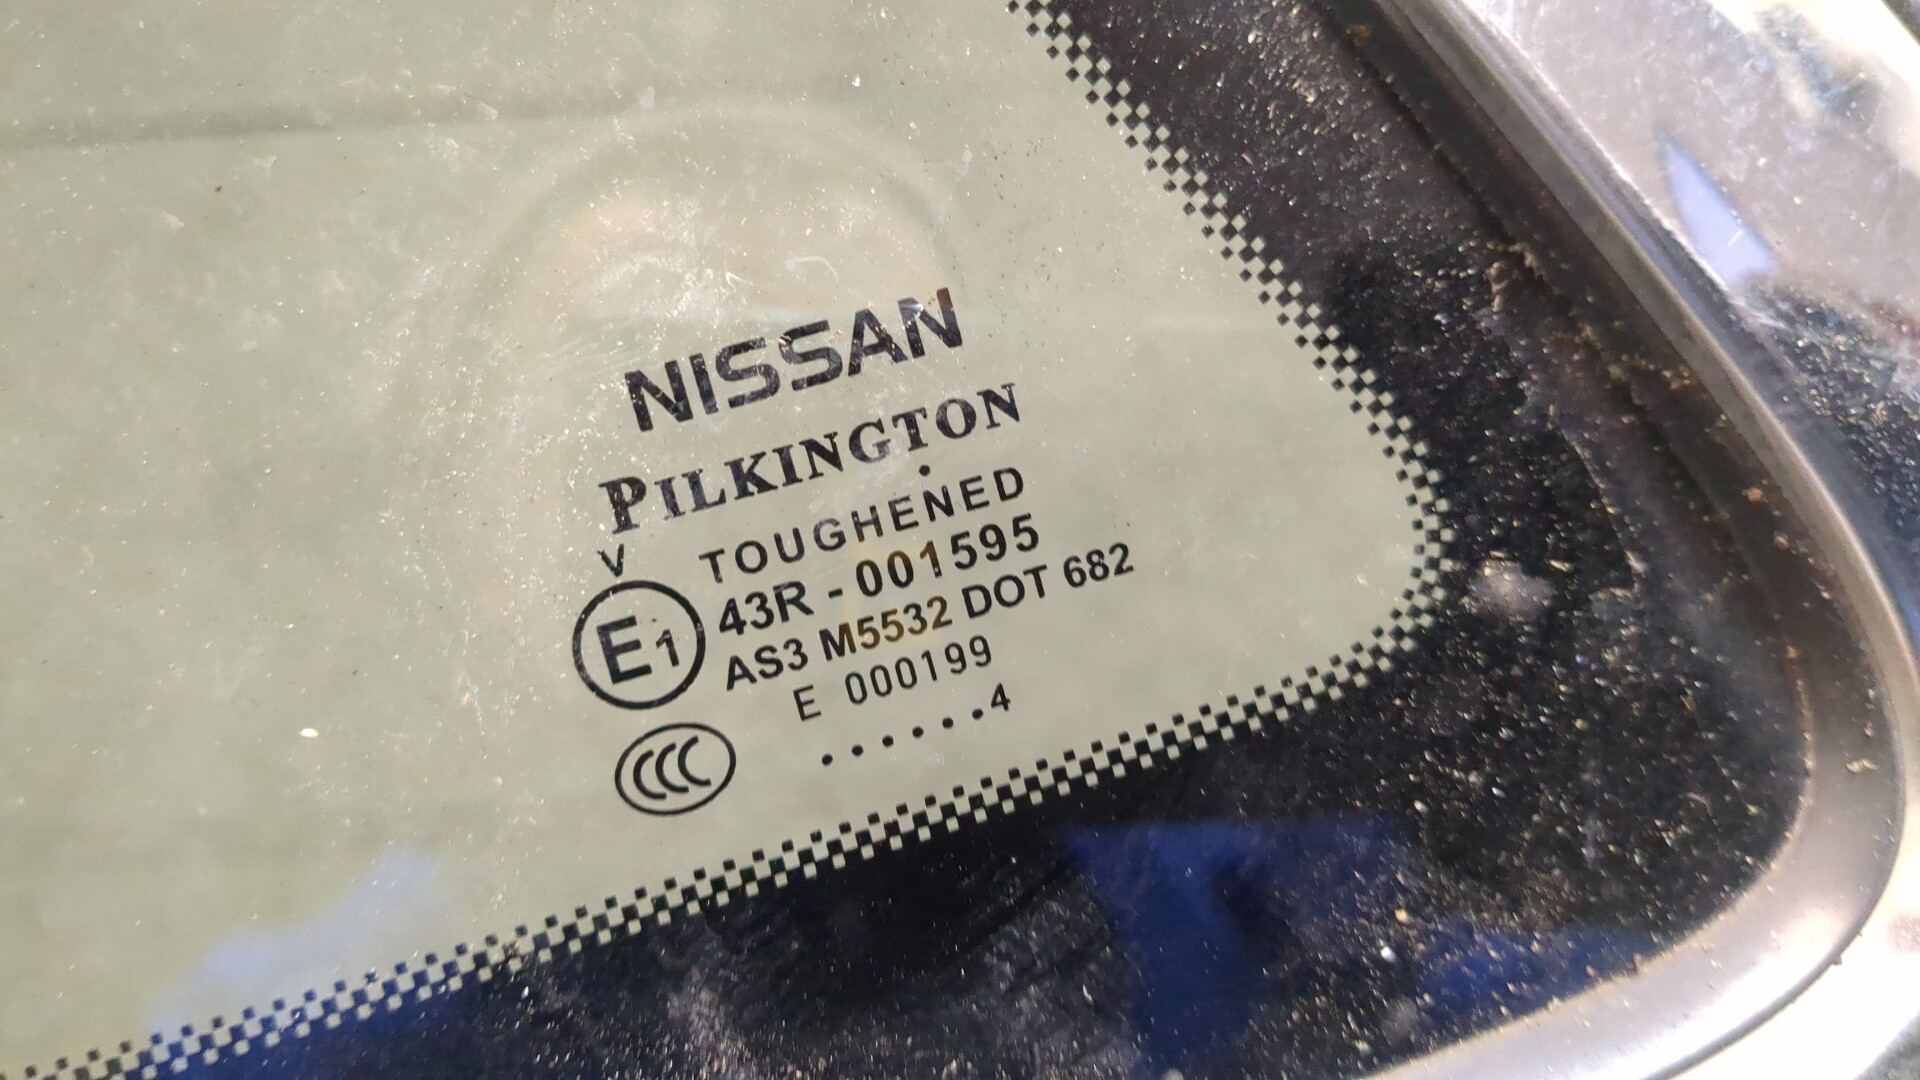 NISSAN
PILKINGTON
TOUGHENED
V
E1
43R - 001595
AS3 M5532 DOT 682
E 000199
......4
CCC